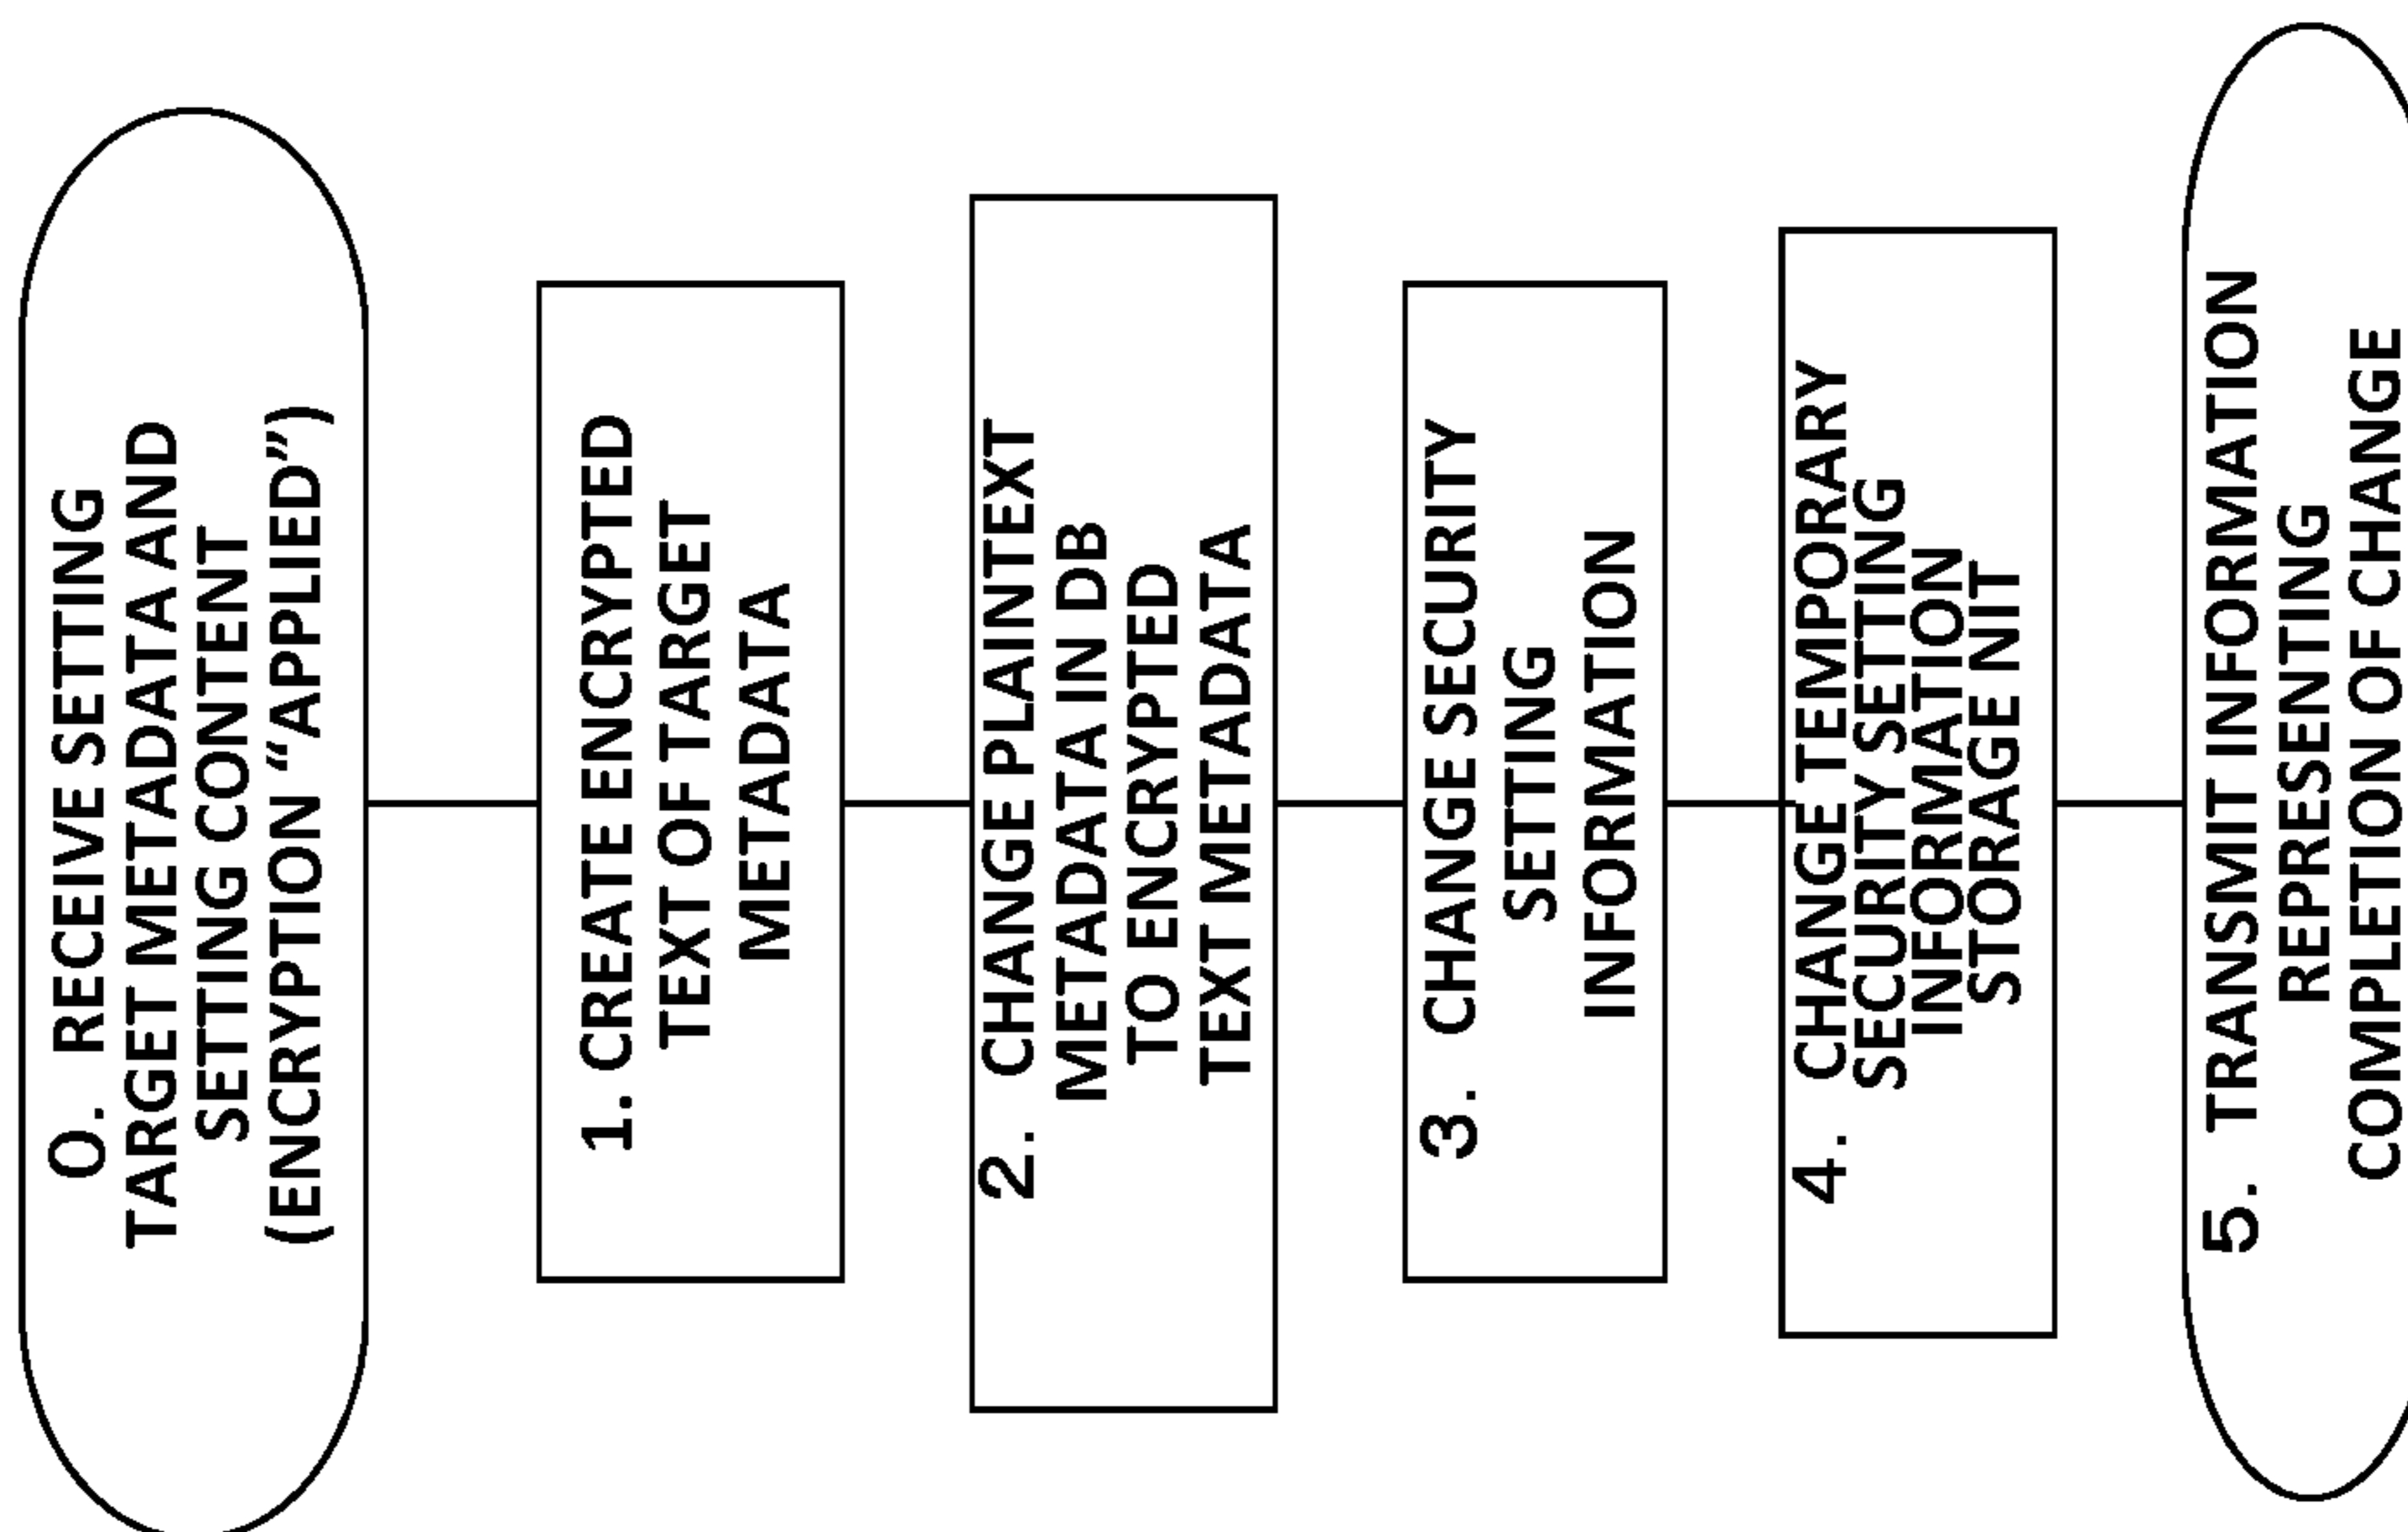 0. RECEIVE SETTING
TARGET METADATA AND
SETTING CONTENT
(ENCRYPTION “APPLIED”)
1. CREATE ENCRYPTED
TEXT OF TARGET
METADATA
2. CHANGE PLAINTEXT
METADATA IN DB
TO ENCRYPTED
TEXT METADATA
3. CHANGE SECURITY
SETTING
INFORMATION
4. CHANGE TEMPORARY
SECURITY SETTING
INFORMATION
STORAGE NIT
5. TRANSMIT INFORMATION
REPRESENTING
COMPLETION OF CHANGE